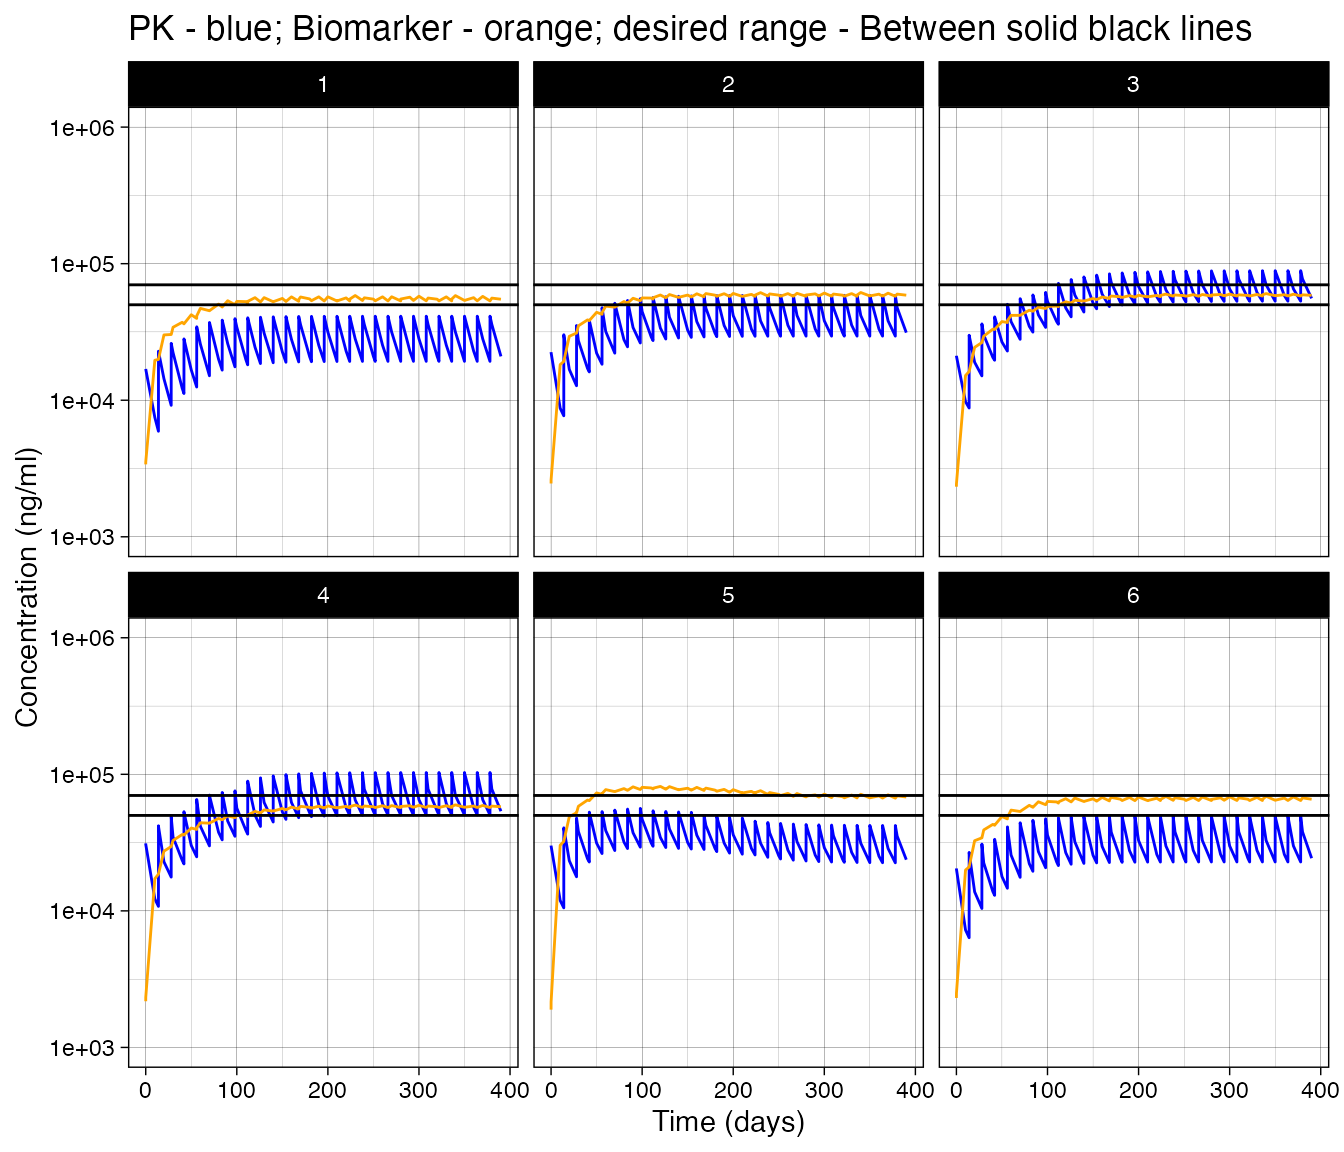 PK - blue; Biomarker - orange; desired range - Between solid black lines
1
2
3
1e+06
1e+05
1e+04
1e+03
4
5
6
1e+06
1e+05
1e+04
1e+03
0 100 200 300 400
0 100 200 300 400
0 100 200 300 400
Time (days)
Concentration (ng/ml)